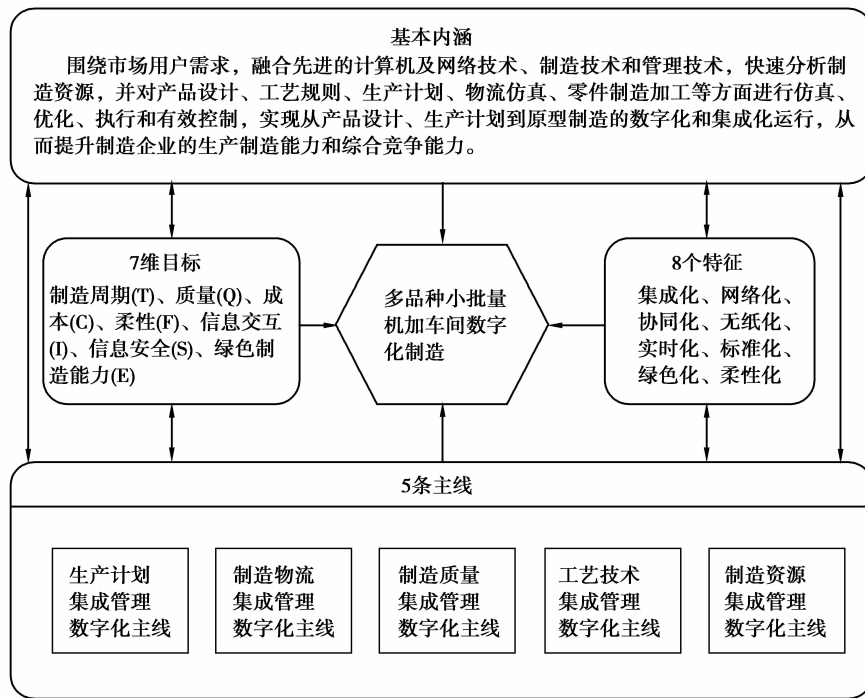 基本内涵
围绕市场用户需求，融合先进的计算机及网络技术、制造技术和管理技术，快速分析制
造资源，并对产品设计、工艺规则、生产计划、物流仿真、零件制造加工等方面进行仿真、
优化、执行和有效控制，实现从产品设计、生产计划到原型制造的数字化和集成化运行，从
而提升制造企业的生产制造能力和综合竞争能力。
7维目标
制造周期(T)、质量(Q)、成
本(C)、柔性(F)、信息交互
(I)、信息安全(S)、绿色制
造能力(E)
多品种小批量
机加车间数字
化制造
8个特征
集成化、网络化、
协同化、无纸化、
实时化、标准化、
绿色化、柔性化
5条主线
生产计划
集成管理
数字化主线
制造物流
集成管理
数字化主线
制造质量
集成管理
数字化主线
工艺技术
集成管理
数字化主线
制造资源
集成管理
数字化主线